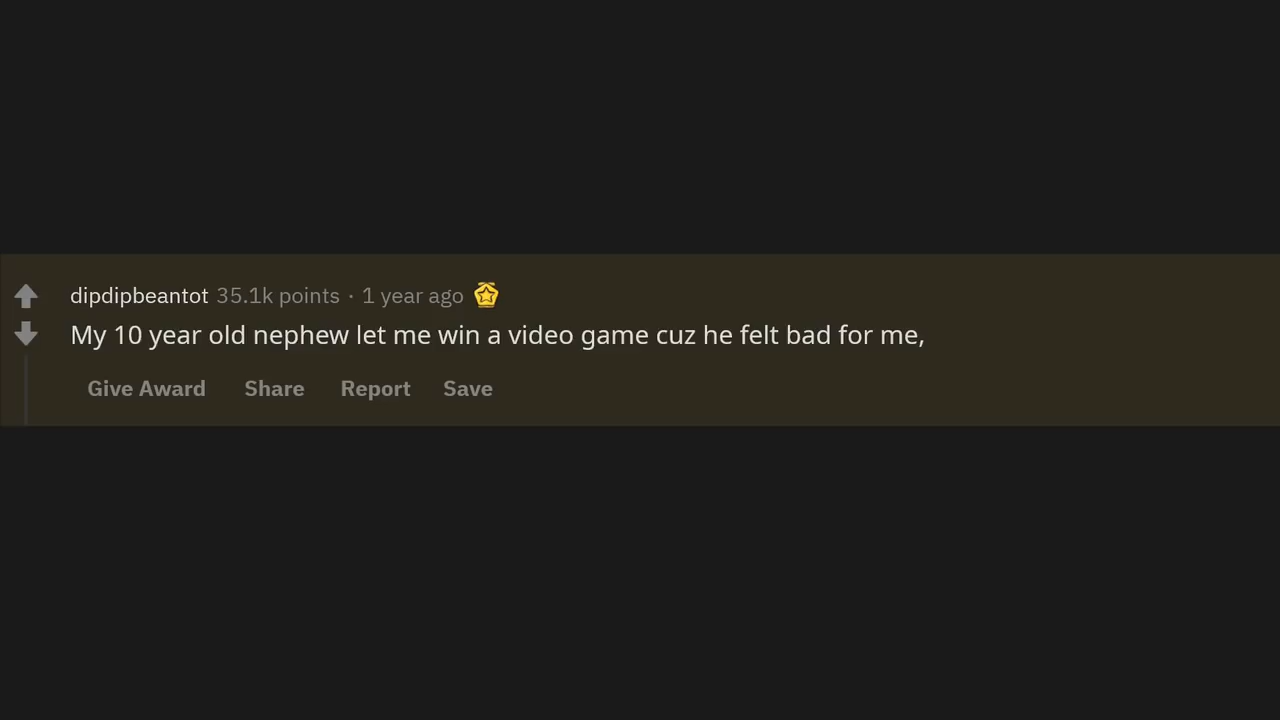 dipdipbeantot 35.1k points · 1 year ago
My 10 year old nephew let me win a video game cuz he felt bad for me,
Give Award Share Report Save